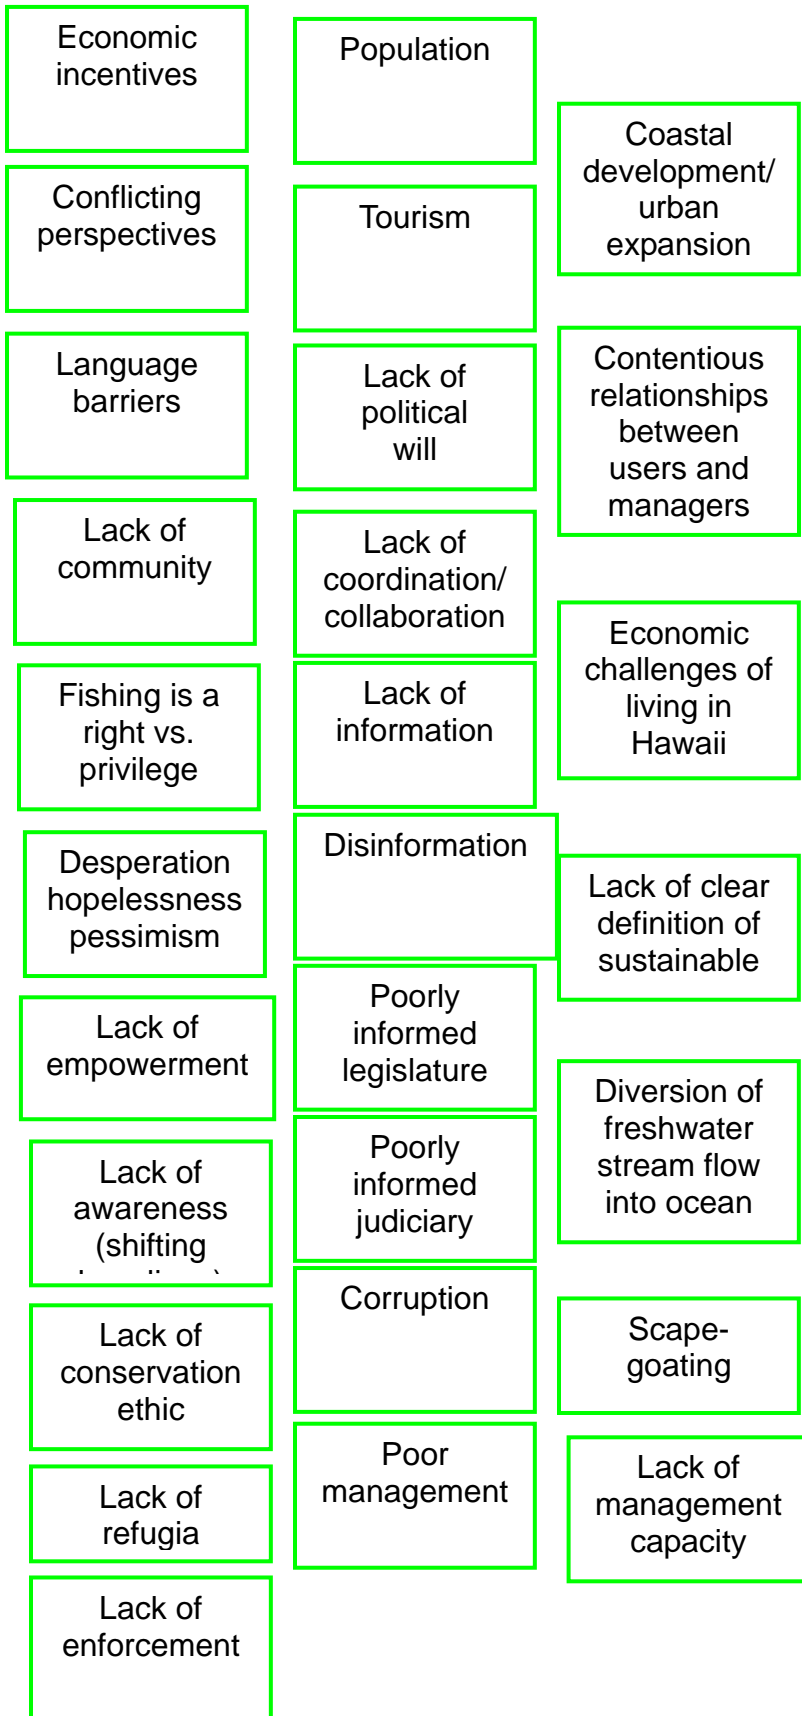 Economic
incentives
Conflicting
perspectives
Language
barriers
Lack of
community
Fishing is a
right vs.
privilege
Desperation
hopelessness
pessimism
Lack of
empowerment
Lack of
awareness
(shifting
Lack of
conservation
ethic
Lack of
refugia
Lack of
enforcement
Population
Tourism
Lack of
political
will
Lack of
coordination/
collaboration
Lack of
information
Disinformation
Poorly
informed
legislature
Poorly
informed
judiciary
Corruption
Poor
management
Coastal
development/
urban
expansion
Contentious
relationships
between
users and
managers
Economic
challenges of
living in
Hawaii
Lack of clear
definition of
sustainable
Diversion of
freshwater
stream flow
into ocean
Scape-
goating
Lack of
management
capacity